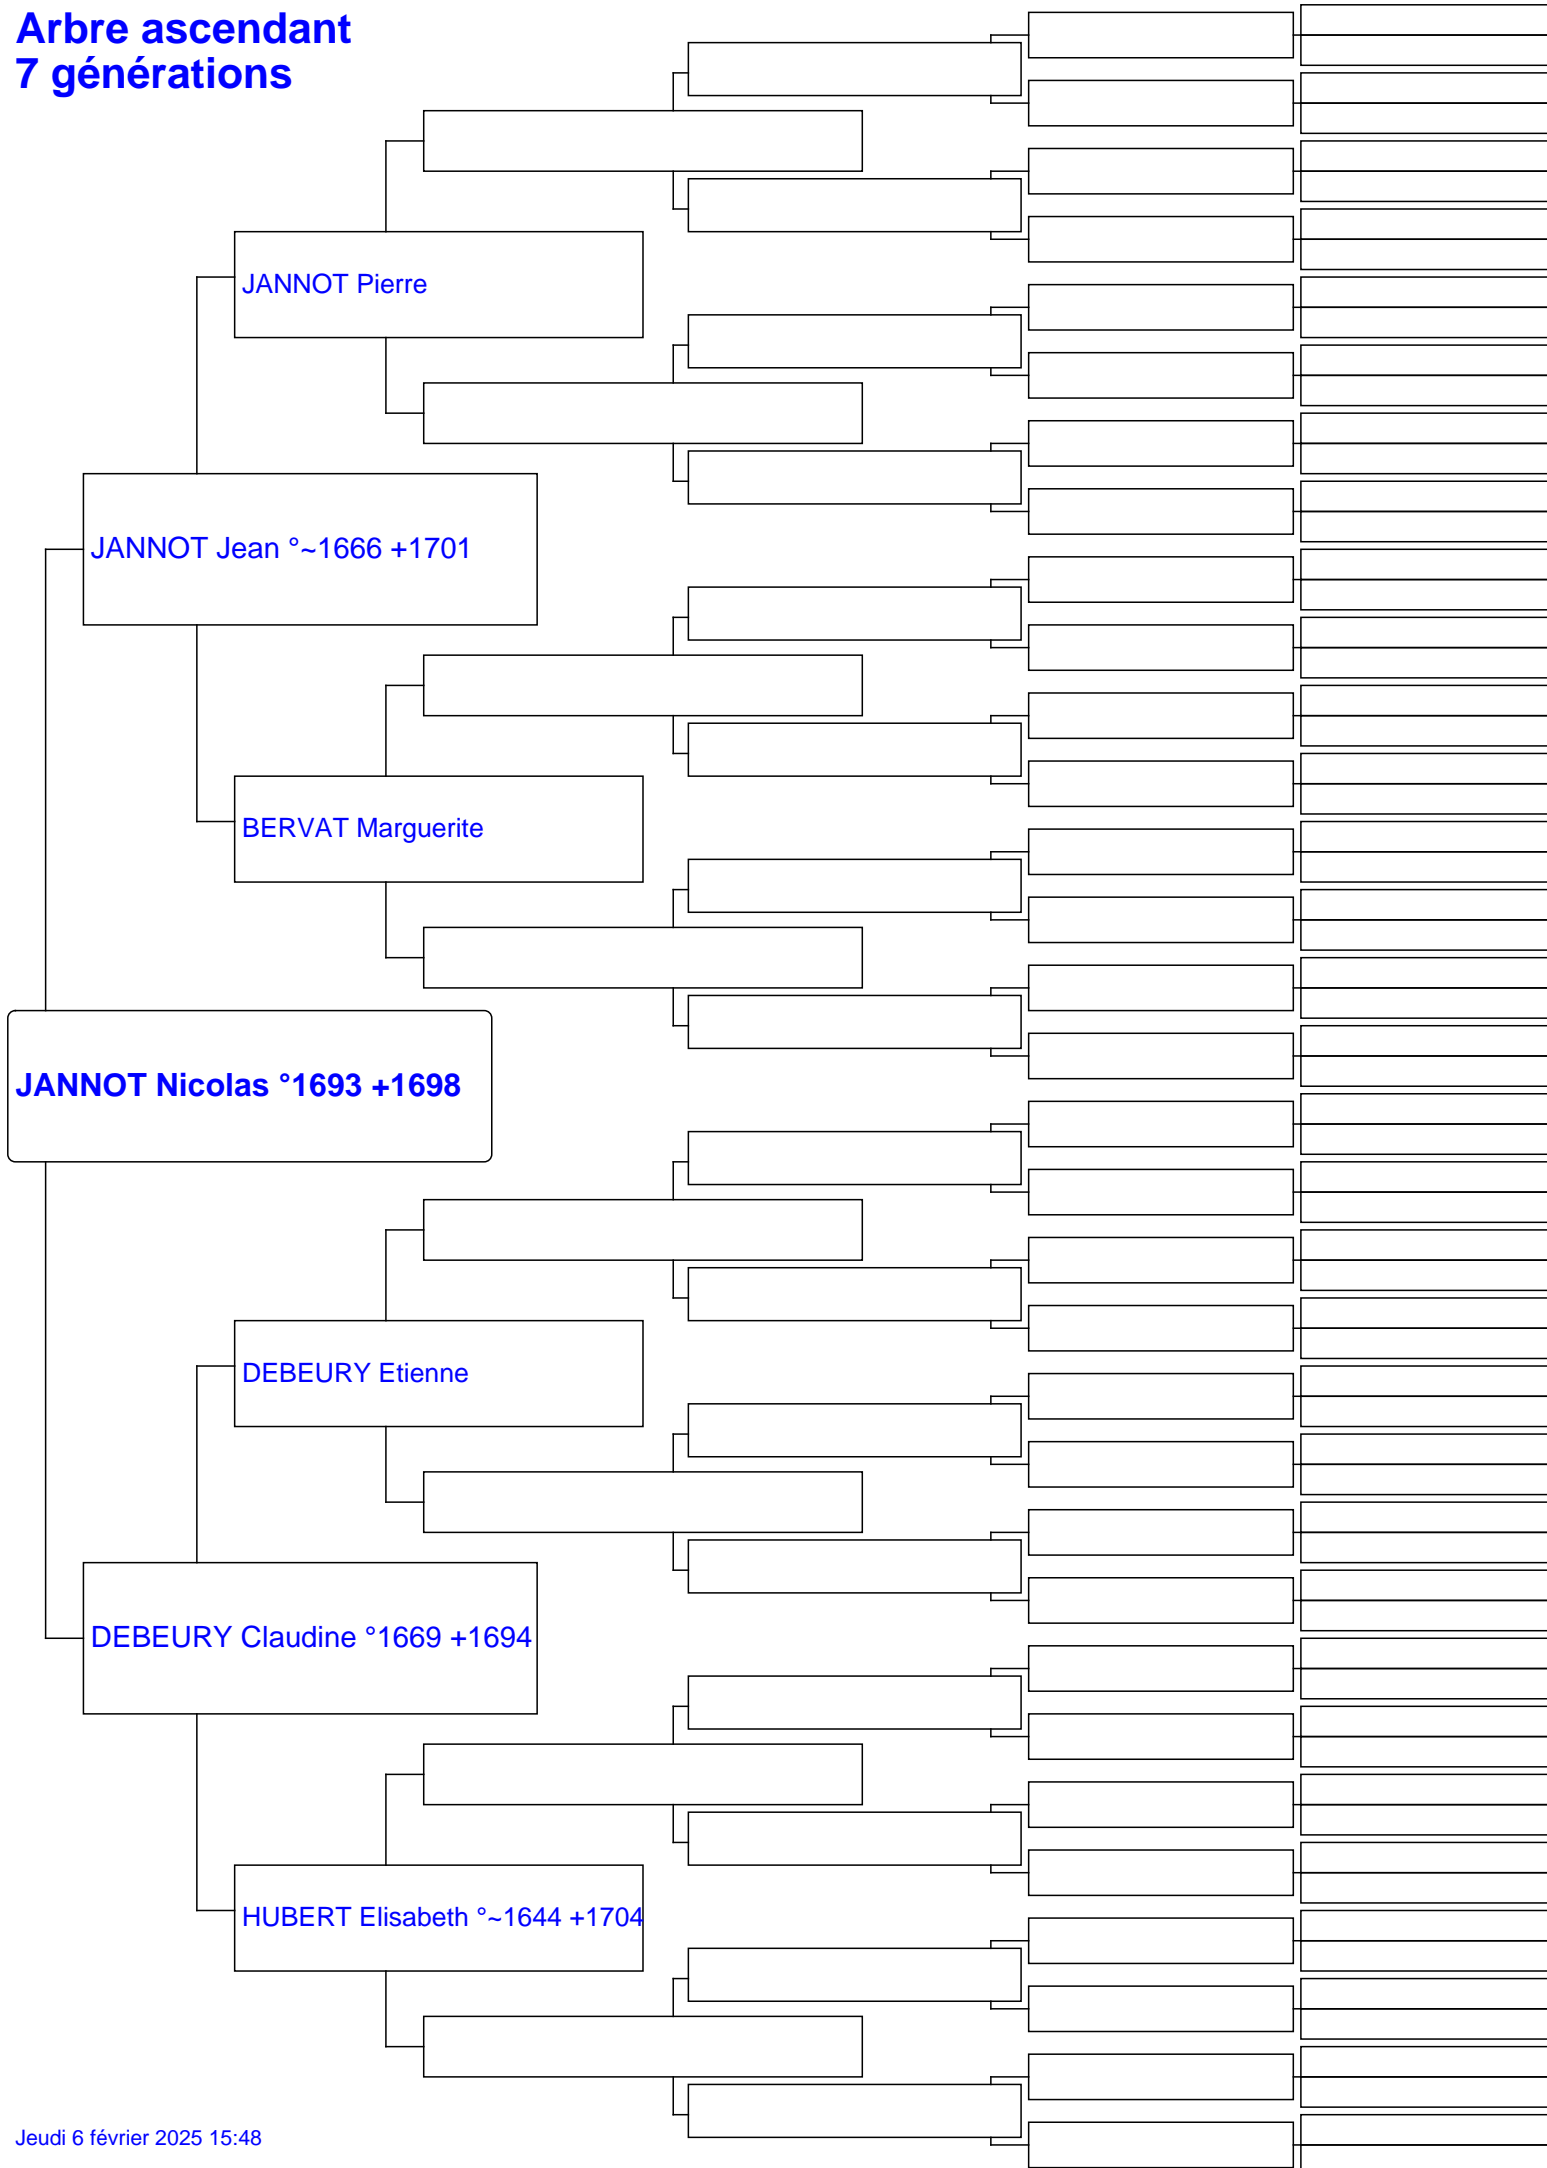 Arbre ascendant
7 générations
JANNOT Pierre
JANNOT Jean °~1666 +1701
BERVAT Marguerite
JANNOT Nicolas °1693 +1698
DEBEURY Etienne
DEBEURY Claudine °1669 +1694
HUBERT Elisabeth °~1644 +1704
Jeudi 6 février 2025 15:48